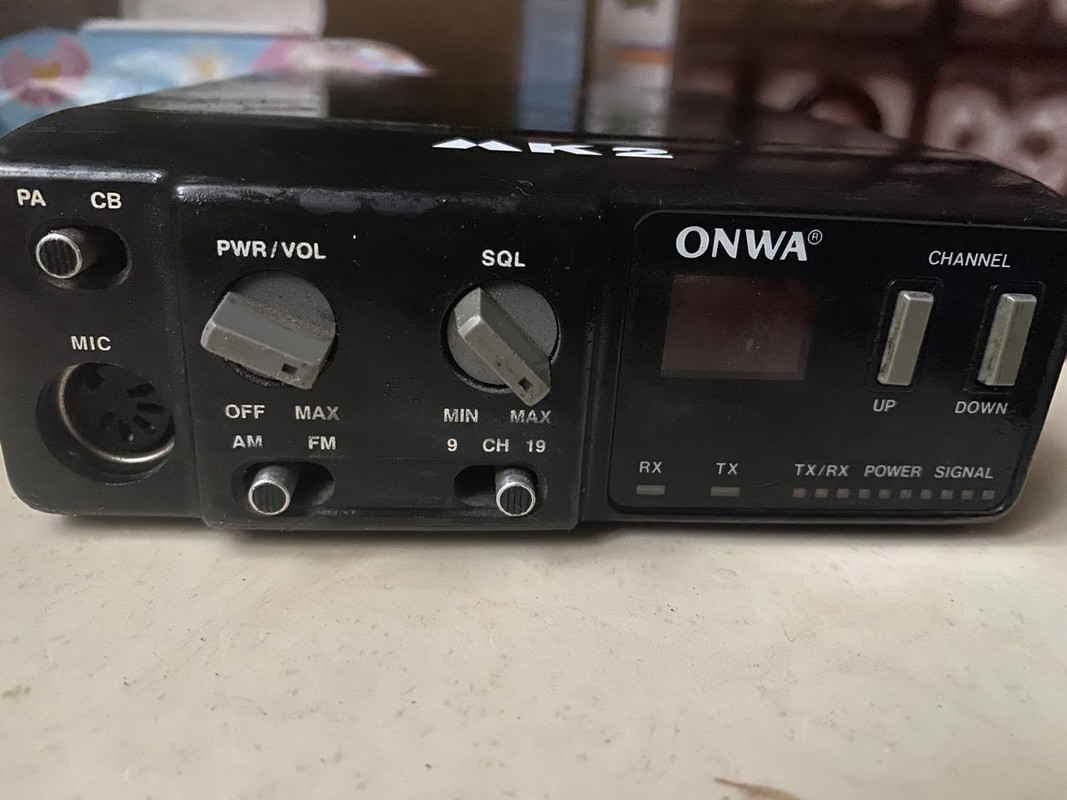 MK2
PA CB
PWR/VOL
SQL
ONWA®
CHANNEL
MIC
UP DOWN
OFF MAX
MIN MAX
AM FM
9 CH 19
RX TX TX/RX POWER SIGNAL